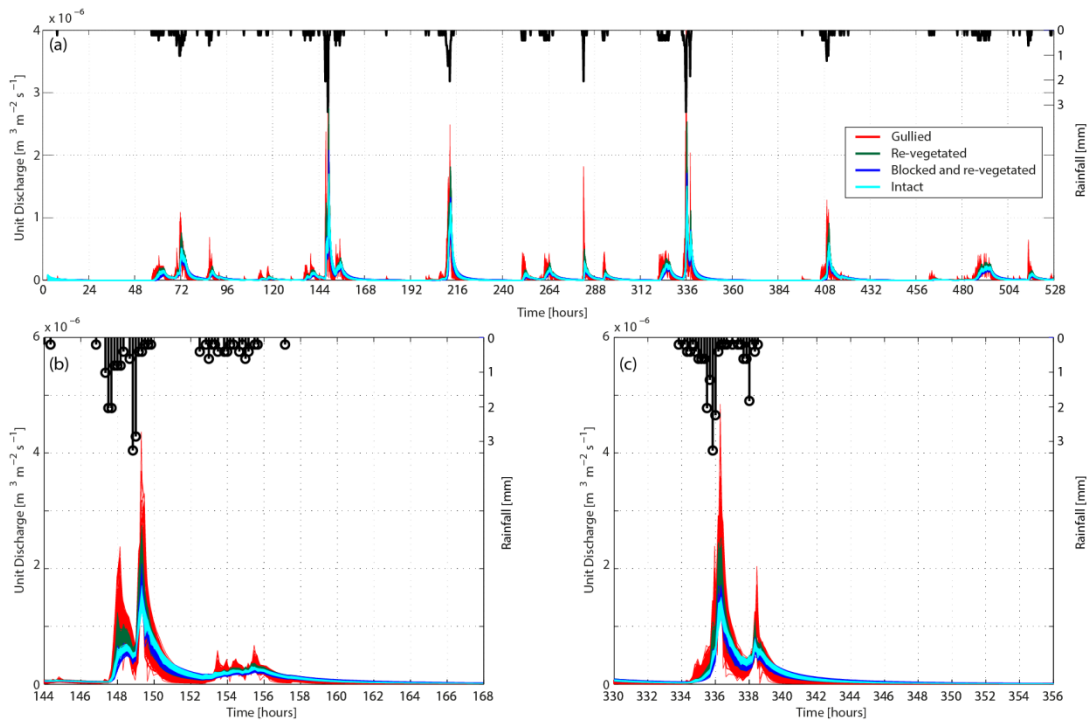 x 10⁻⁶
4
3
2
1
0
(a)
Unit Discharge [m ³ m⁻² s⁻¹]
0
1
2
3
Rainfall [mm]
Gullied
Re-vegetated
Blocked and re-vegetated
Intact
0 24 48 72 96 120 144 168 192 216 240 264 288 312 336 360 384 408 432 456 480 504 528
Time [hours]
x 10⁻⁶
6
4
2
0
(b)
Unit Discharge [m ³ m⁻² s⁻¹]
0
1
2
3
Rainfall [mm]
144 146 148 150 152 154 156 158 160 162 164 166 168
Time [hours]
x 10⁻⁶
6
4
2
0
(c)
Unit Discharge [m ³ m⁻² s⁻¹]
0
1
2
3
Rainfall [mm]
330 332 334 336 338 340 342 344 346 348 350 352 354 356
Time [hours]